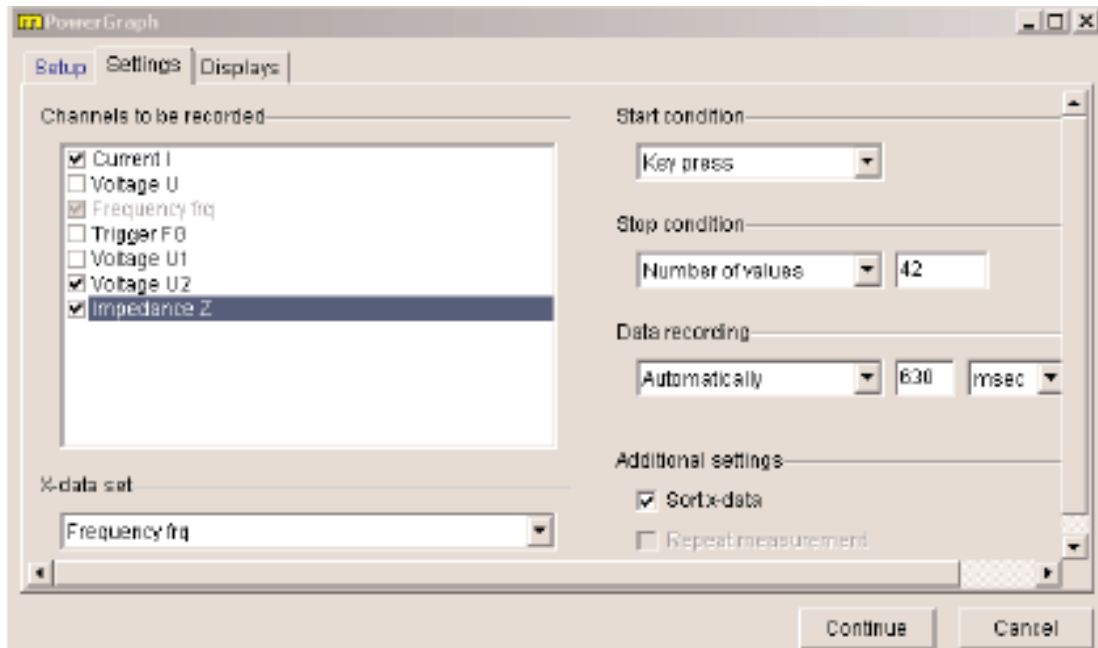 PowerGraph
Setup Settings Displays
Channels to be recorded
Current I
Voltage U
Frequency frq
Trigger F0
Voltage U1
Voltage U2
Impedance Z
X-data set
Frequency frq
Start condition
Key press
Stop condition
Number of values 42
Data recording
Automatically 630 msec
Additional settings
Sort x-data
Repeat measurement
Continue Cancel